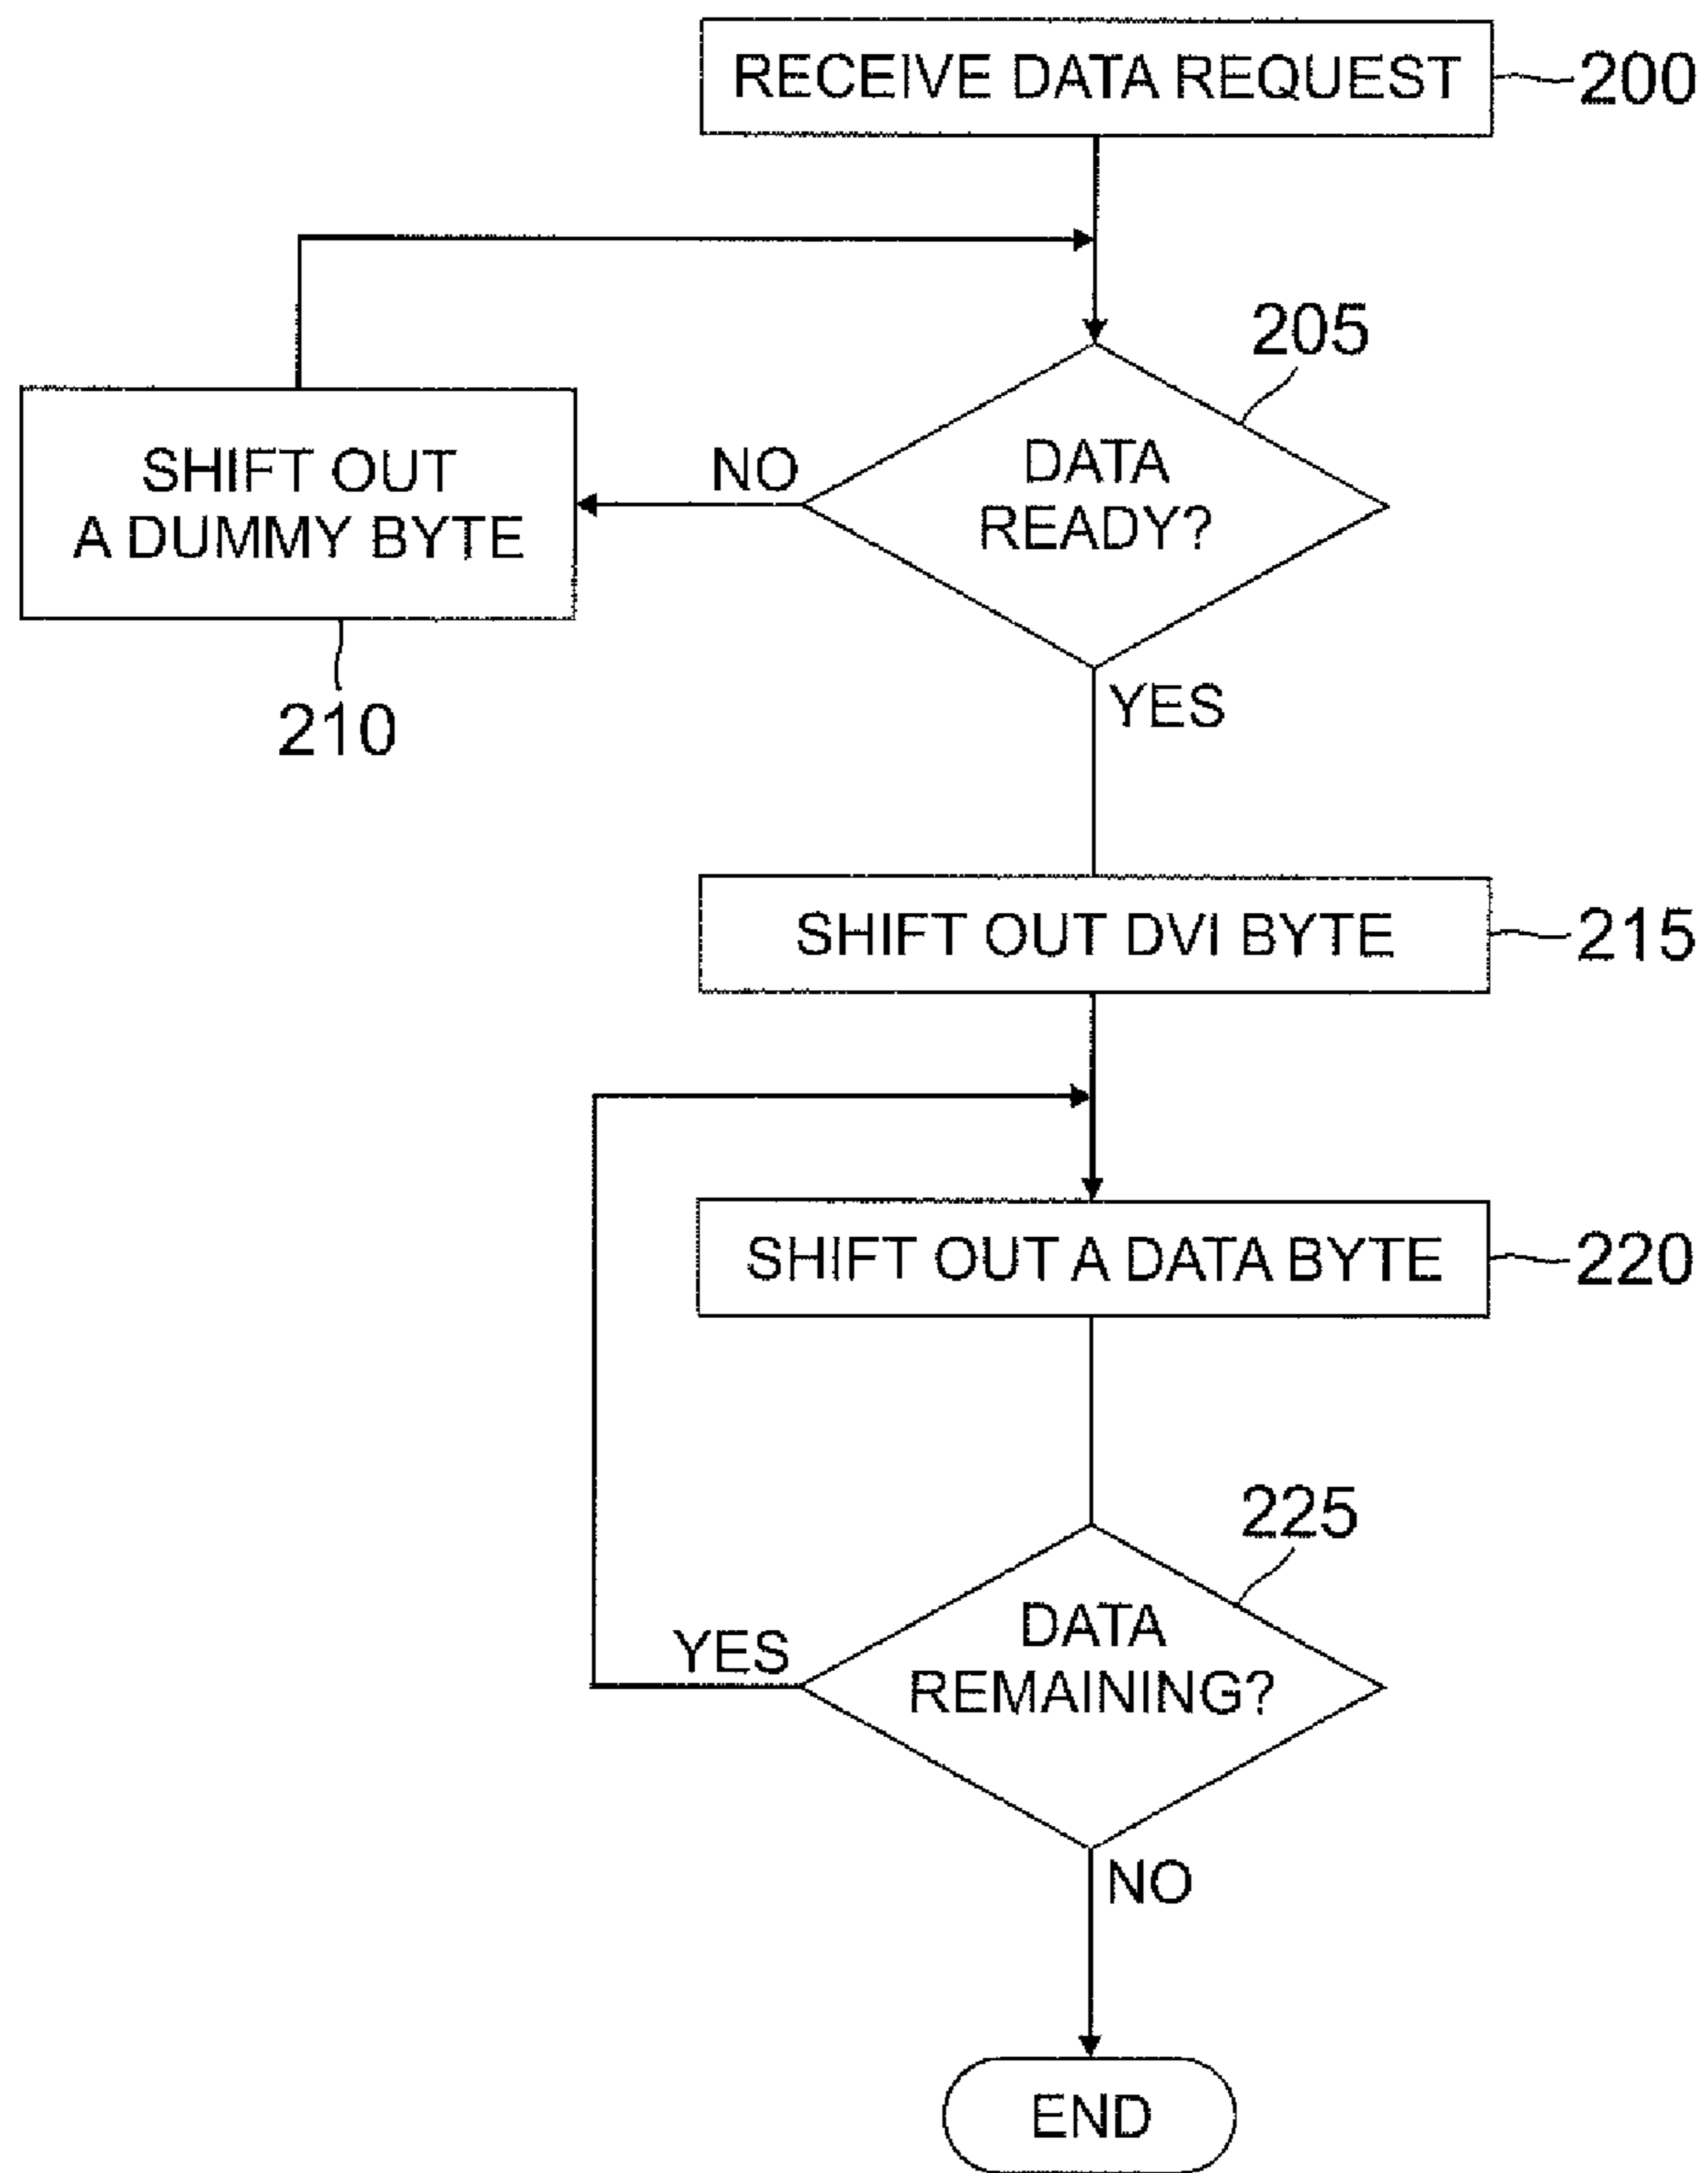 RECEIVE DATA REQUEST
200
205
DATA
READY?
NO
SHIFT OUT
A DUMMY BYTE
210
YES
SHIFT OUT DVI BYTE
215
SHIFT OUT A DATA BYTE
220
225
DATA
REMAINING?
YES
NO
END